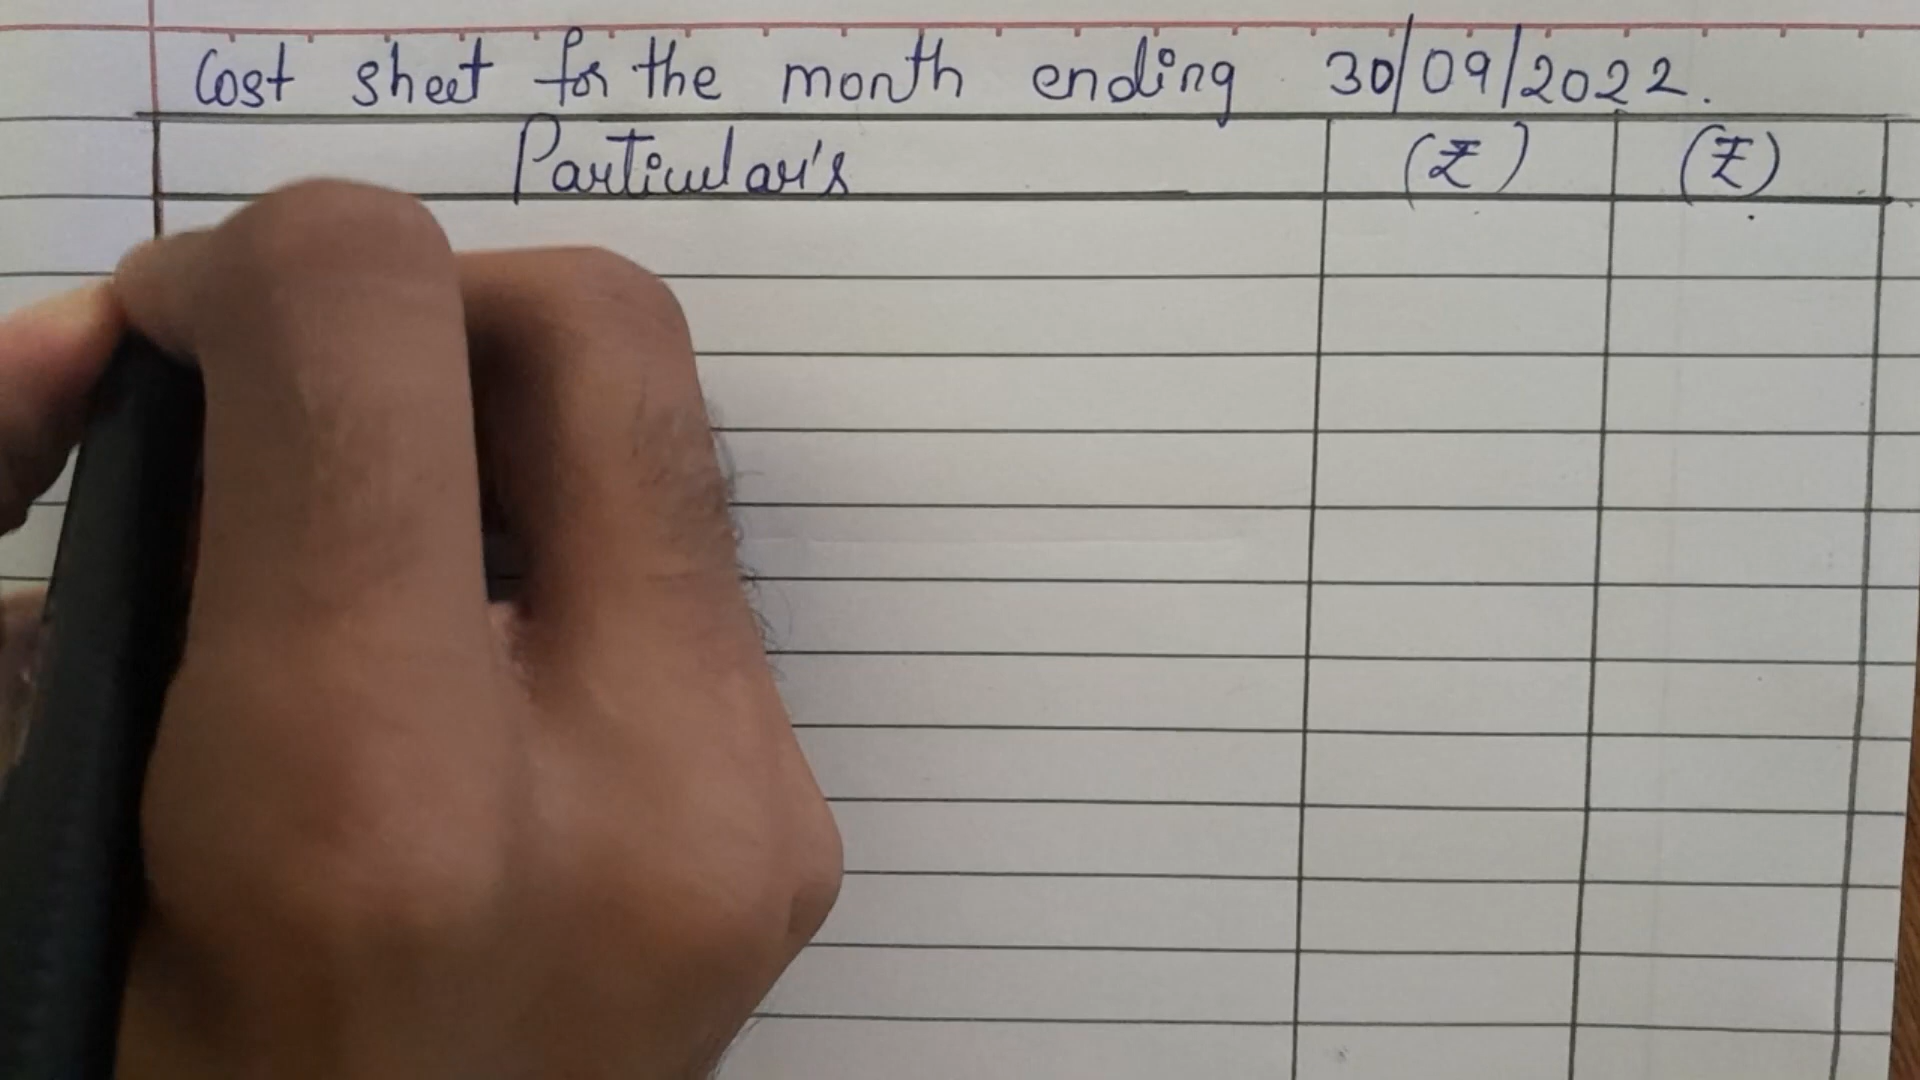 Cost sheet for the month ending 30/09/2022.
Particular's (₹) (₹)